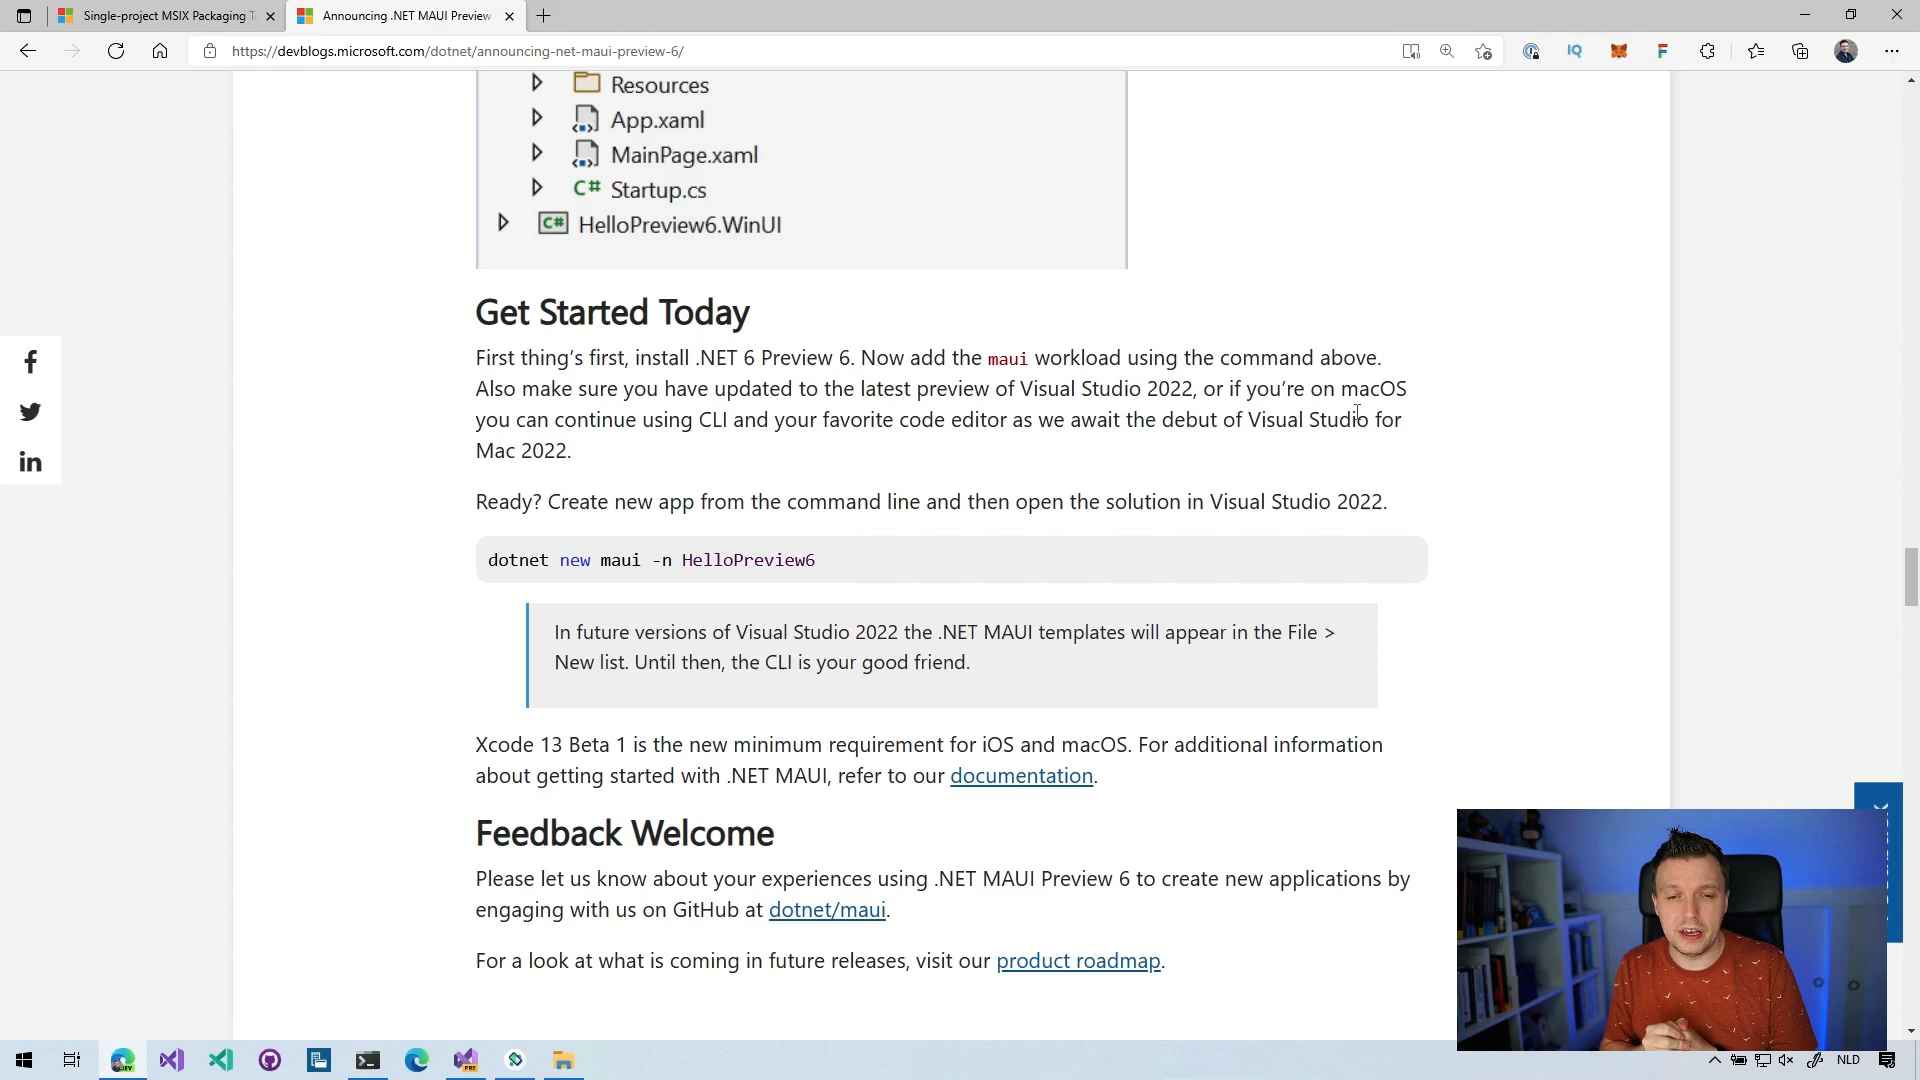 Single-project MSIX Packaging To
Announcing .NET MAUI Preview
https://devblogs.microsoft.com/dotnet/announcing-net-maui-preview-6/
IQ
F
Resources
App.xaml
MainPage.xaml
C# Startup.cs
C# HelloPreview6.WinUI
Get Started Today
First thing’s first, install .NET 6 Preview 6. Now add the maui workload using the command above.
Also make sure you have updated to the latest preview of Visual Studio 2022, or if you’re on macOS
you can continue using CLI and your favorite code editor as we await the debut of Visual Studio for
Mac 2022.
Ready? Create new app from the command line and then open the solution in Visual Studio 2022.
dotnet new maui -n HelloPreview6
In future versions of Visual Studio 2022 the .NET MAUI templates will appear in the File >
New list. Until then, the CLI is your good friend.
Xcode 13 Beta 1 is the new minimum requirement for iOS and macOS. For additional information
about getting started with .NET MAUI, refer to our documentation.
Feedback Welcome
Please let us know about your experiences using .NET MAUI Preview 6 to create new applications by
engaging with us on GitHub at dotnet/maui.
For a look at what is coming in future releases, visit our product roadmap.
DEV
PRE
NLD